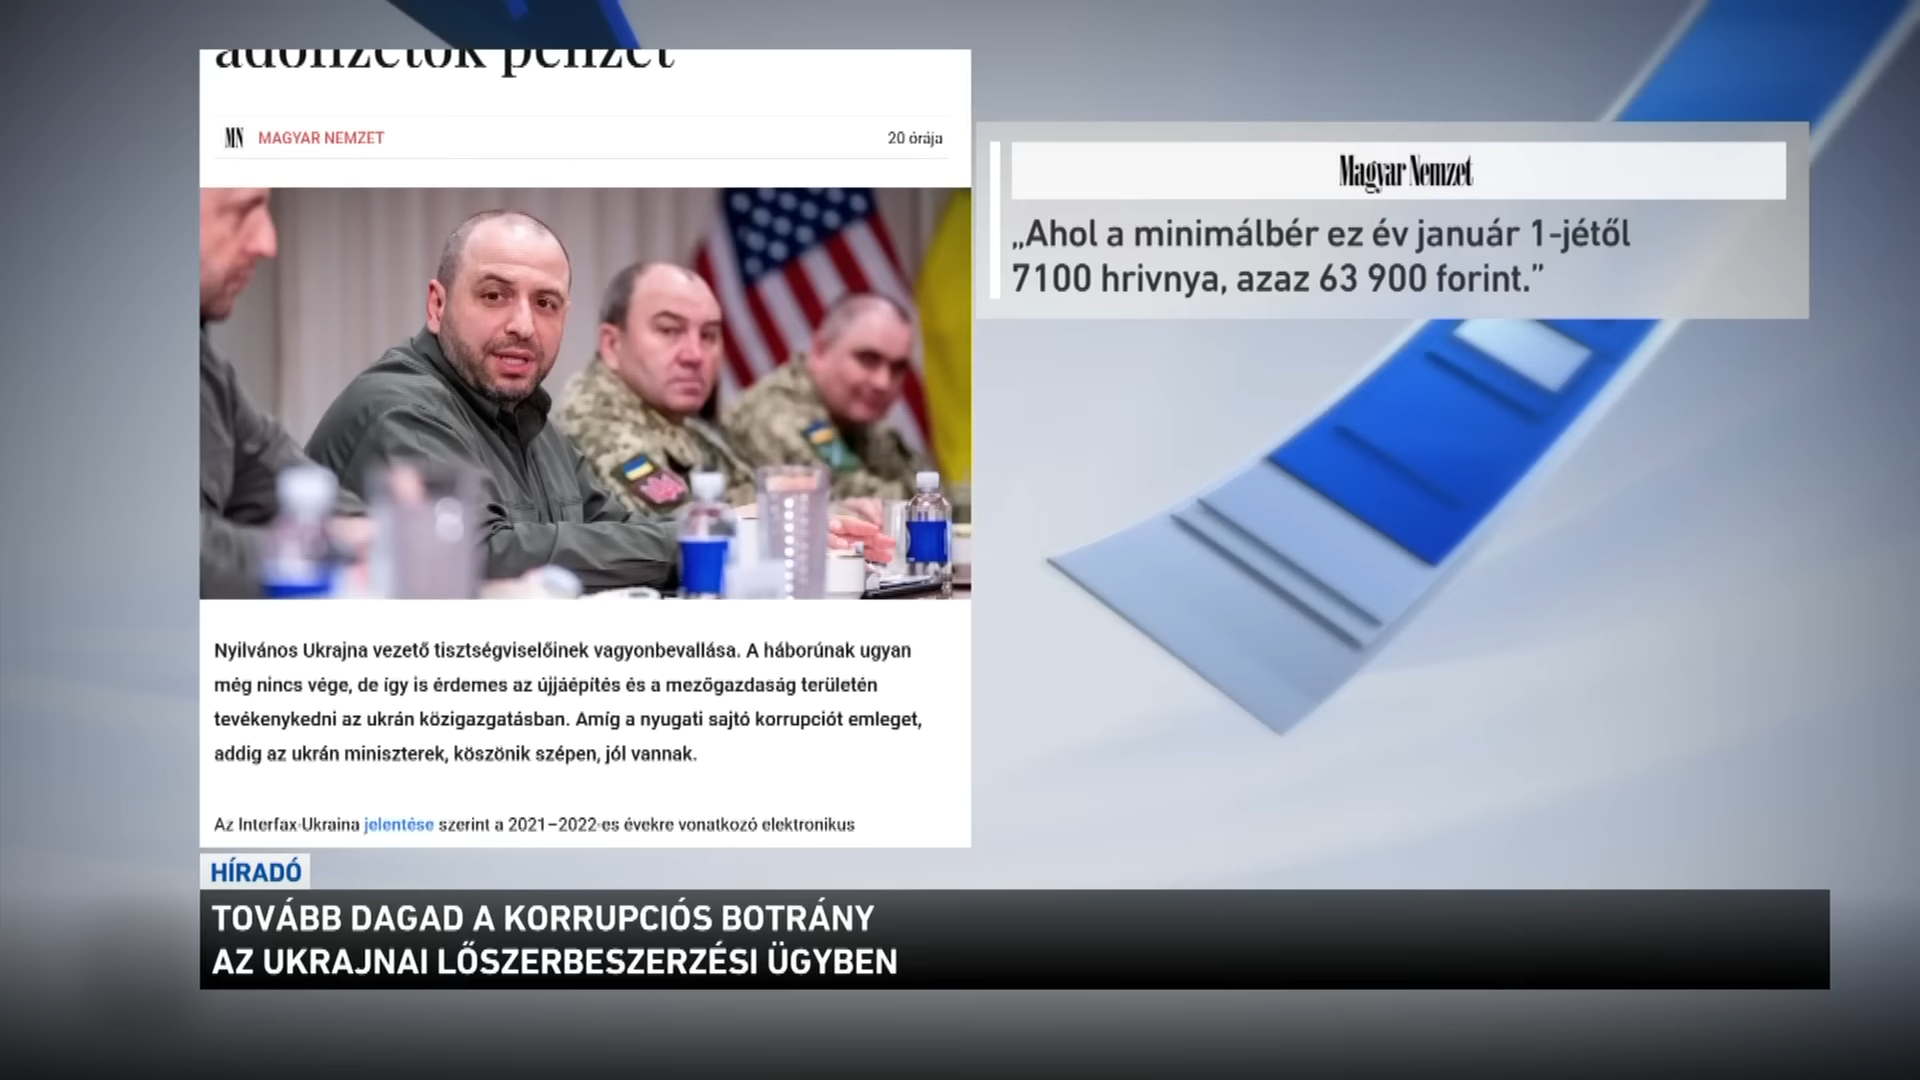 adófizetők pénzét
MN MAGYAR NEMZET
20 órája
Nyilvános Ukrajna vezető tisztségviselőinek vagyonbevallása. A háborúnak ugyan
még nincs vége, de így is érdemes az újjáépítés és a mezőgazdaság területén
tevékenykedni az ukrán közigazgatásban. Amíg a nyugati sajtó korrupciót emleget,
addig az ukrán miniszterek, köszönik szépen, jól vannak.
Az Interfax-Ukraina jelentése szerint a 2021–2022-es évekre vonatkozó elektronikus
Magyar Nemzet
„Ahol a minimálbér ez év január 1-jétől
7100 hrivnya, azaz 63 900 forint.”
HÍRADÓ
TOVÁBB DAGAD A KORRUPCIÓS BOTRÁNY
AZ UKRAJNAI LŐSZERBESZERZÉSI ÜGYBEN